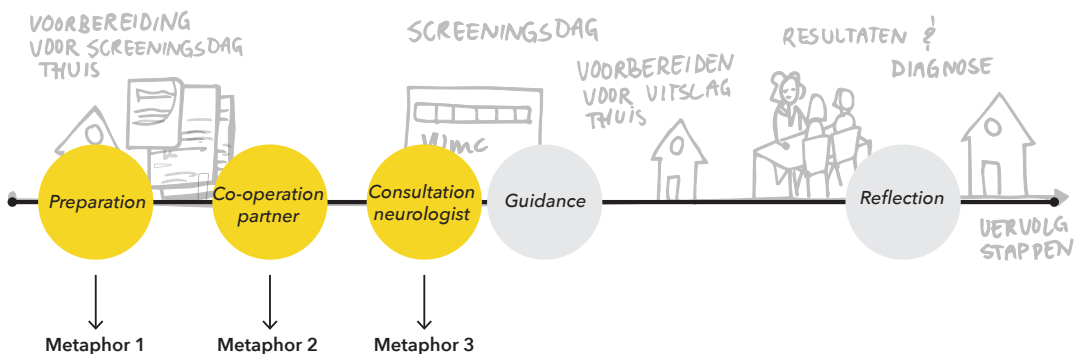 VOORBEREIDING
VOOR SCREENINGSDAG
THUIS
SCREENINGSDAG
VOORBEREIDEN
VOOR UITSLAG
THUIS
RESULTATEN &
DIAGNOSE
Vumc
Preparation
Co-operation
partner
Consultation
neurologist
Guidance
Reflection
VERVOLG
STAPPEN
Metaphor 1
Metaphor 2
Metaphor 3